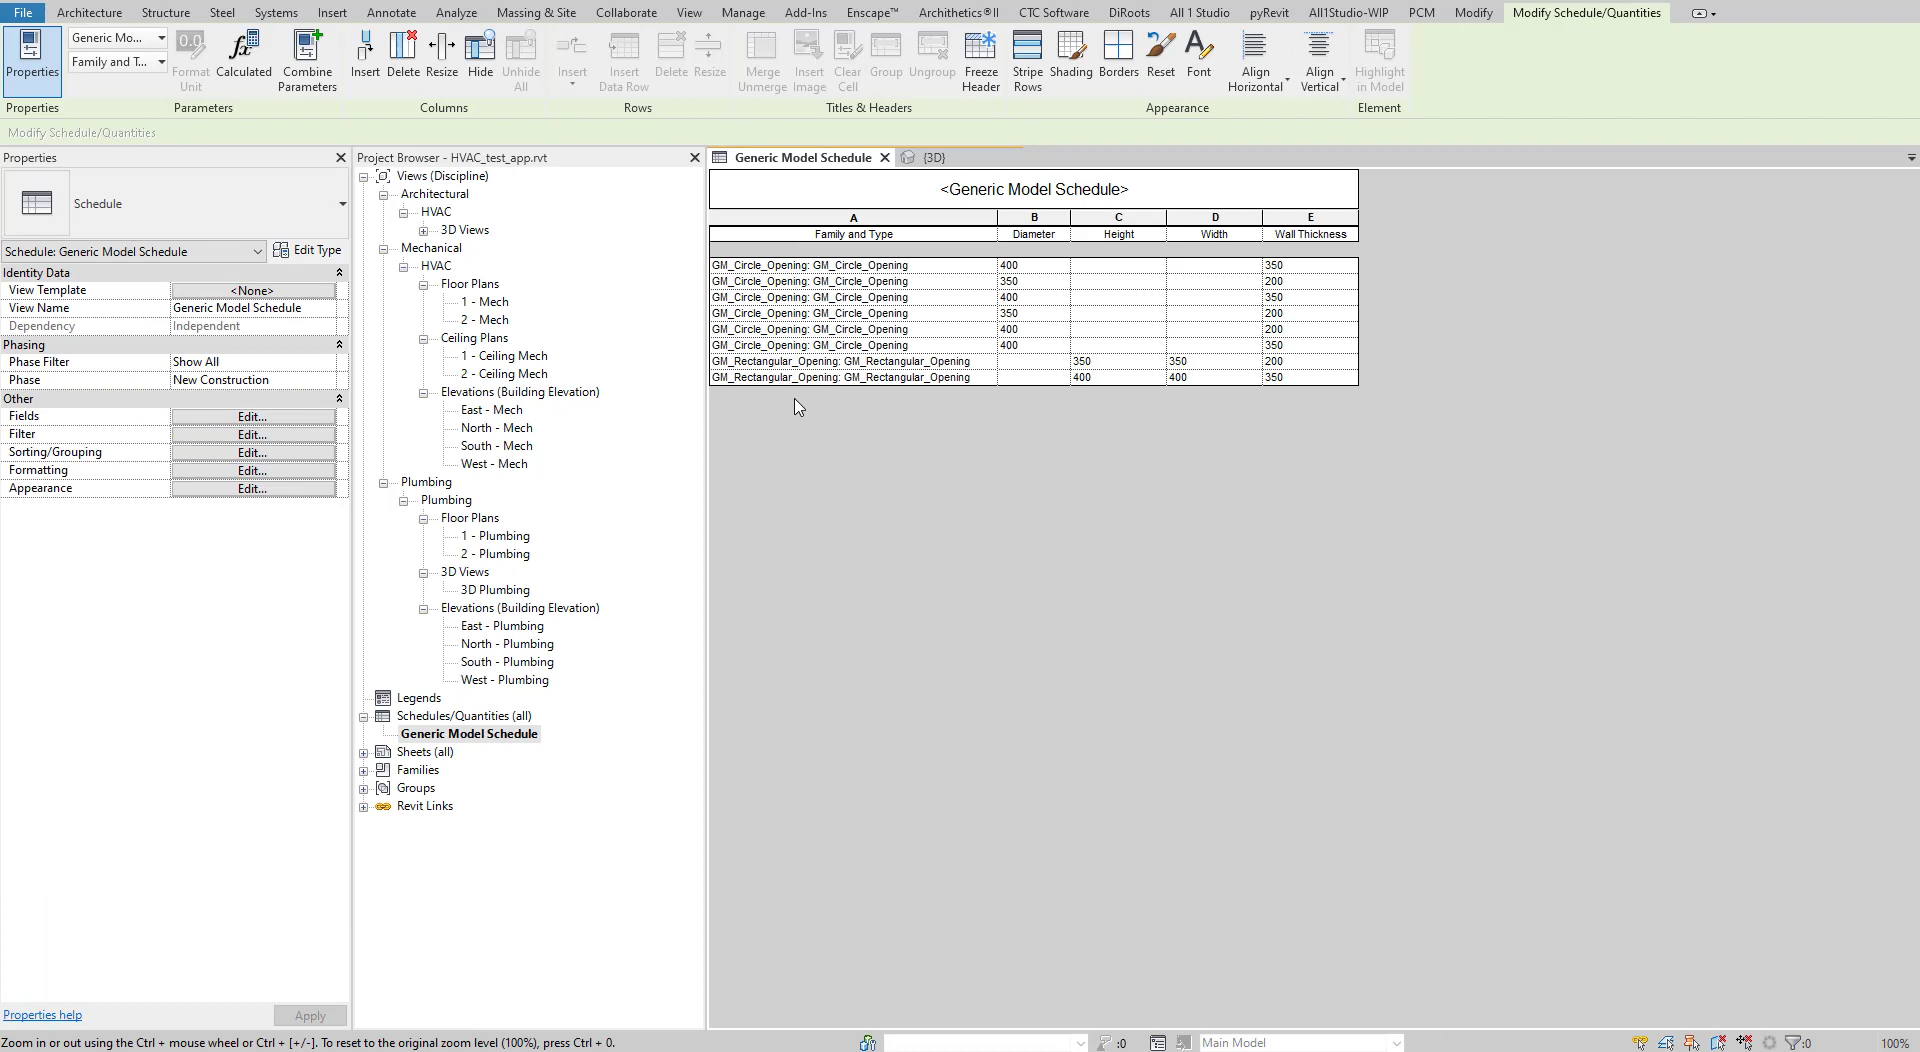 File Architecture Structure Steel Systems Insert Annotate Analyze Massing & Site Collaborate View Manage Add-Ins Enscape™ Archithetics®II CTC Software DiRoots All 1 Studio pyRevit All1Studio-WIP PCM Modify Modify Schedule/Quantities
Properties
Generic Mo...
Family and T...
0.0
Format
Unit
fx
Calculated
Combine
Parameters
Insert
Delete
Resize
Hide
Unhide
All
Insert
Insert
Data Row
Delete
Resize
Merge
Unmerge
Insert
Image
Clear
Cell
Group
Ungroup
Freeze
Header
Stripe
Rows
Shading
Borders
Reset
Font
Align
Horizontal
Align
Vertical
Highlight
in Model
Properties Parameters Columns Rows Titles & Headers Appearance Element
Modify Schedule/Quantities
Properties
Schedule
Schedule: Generic Model Schedule Edit Type
Identity Data
View Template <None>
View Name Generic Model Schedule
Dependency Independent
Phasing
Phase Filter Show All
Phase New Construction
Other
Fields Edit...
Filter Edit...
Sorting/Grouping Edit...
Formatting Edit...
Appearance Edit...
Properties help Apply
Project Browser - HVAC_test_app.rvt
Views (Discipline)
Architectural
HVAC
3D Views
Mechanical
HVAC
Floor Plans
1 - Mech
2 - Mech
Ceiling Plans
1 - Ceiling Mech
2 - Ceiling Mech
Elevations (Building Elevation)
East - Mech
North - Mech
South - Mech
West - Mech
Plumbing
Plumbing
Floor Plans
1 - Plumbing
2 - Plumbing
3D Views
3D Plumbing
Elevations (Building Elevation)
East - Plumbing
North - Plumbing
South - Plumbing
West - Plumbing
Legends
Schedules/Quantities (all)
Generic Model Schedule
Sheets (all)
Families
Groups
Revit Links
Generic Model Schedule {3D}
<Generic Model Schedule>
A B C D E
Family and Type Diameter Height Width Wall Thickness
GM_Circle_Opening: GM_Circle_Opening 400 350
GM_Circle_Opening: GM_Circle_Opening 350 200
GM_Circle_Opening: GM_Circle_Opening 400 350
GM_Circle_Opening: GM_Circle_Opening 350 200
GM_Circle_Opening: GM_Circle_Opening 400 200
GM_Circle_Opening: GM_Circle_Opening 400 350
GM_Rectangular_Opening: GM_Rectangular_Opening 350 350 200
GM_Rectangular_Opening: GM_Rectangular_Opening 400 400 350
Zoom in or out using the Ctrl + mouse wheel or Ctrl + [+/-]. To reset to the original zoom level (100%), press Ctrl + 0. :0 Main Model :0 100%